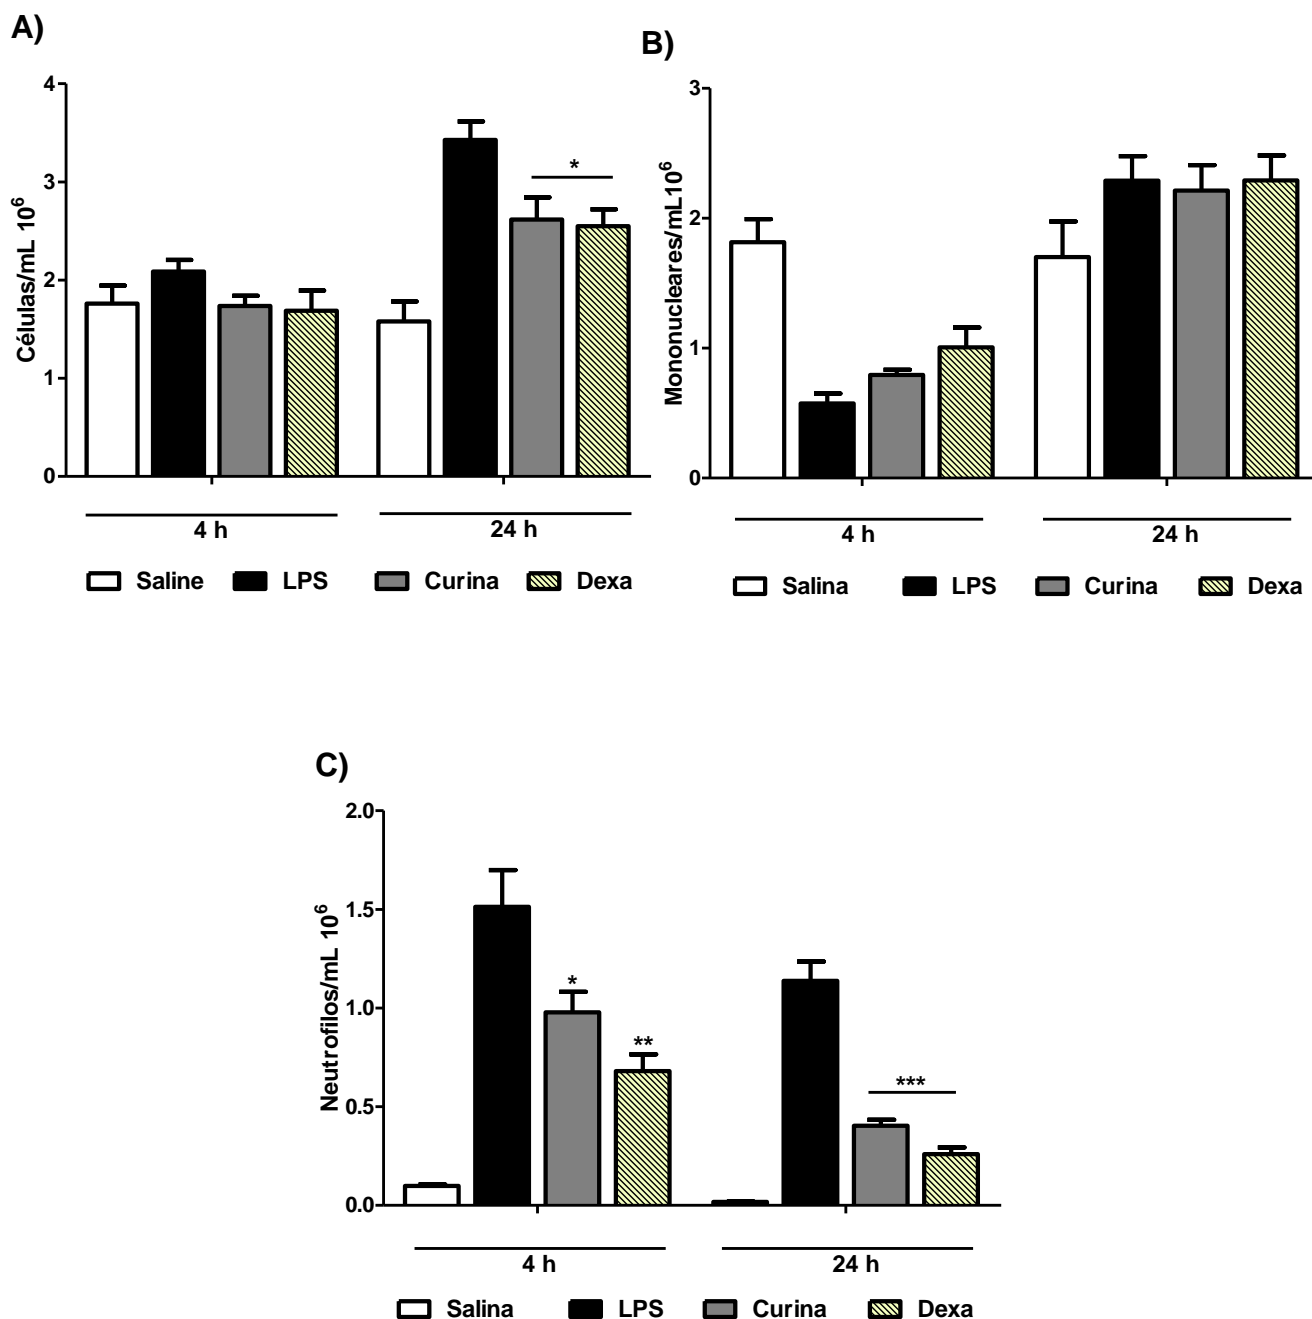 A)
Células/mL 10⁶
4
3
2
1
0
*
4 h
24 h
Saline LPS Curina Dexa
B)
Mononucleares/mL10⁶
3
2
1
0
4 h
24 h
Salina LPS Curina Dexa
C)
Neutrofilos/mL 10⁶
2.0
1.5
1.0
0.5
0.0
*
**
***
4 h
24 h
Salina LPS Curina Dexa